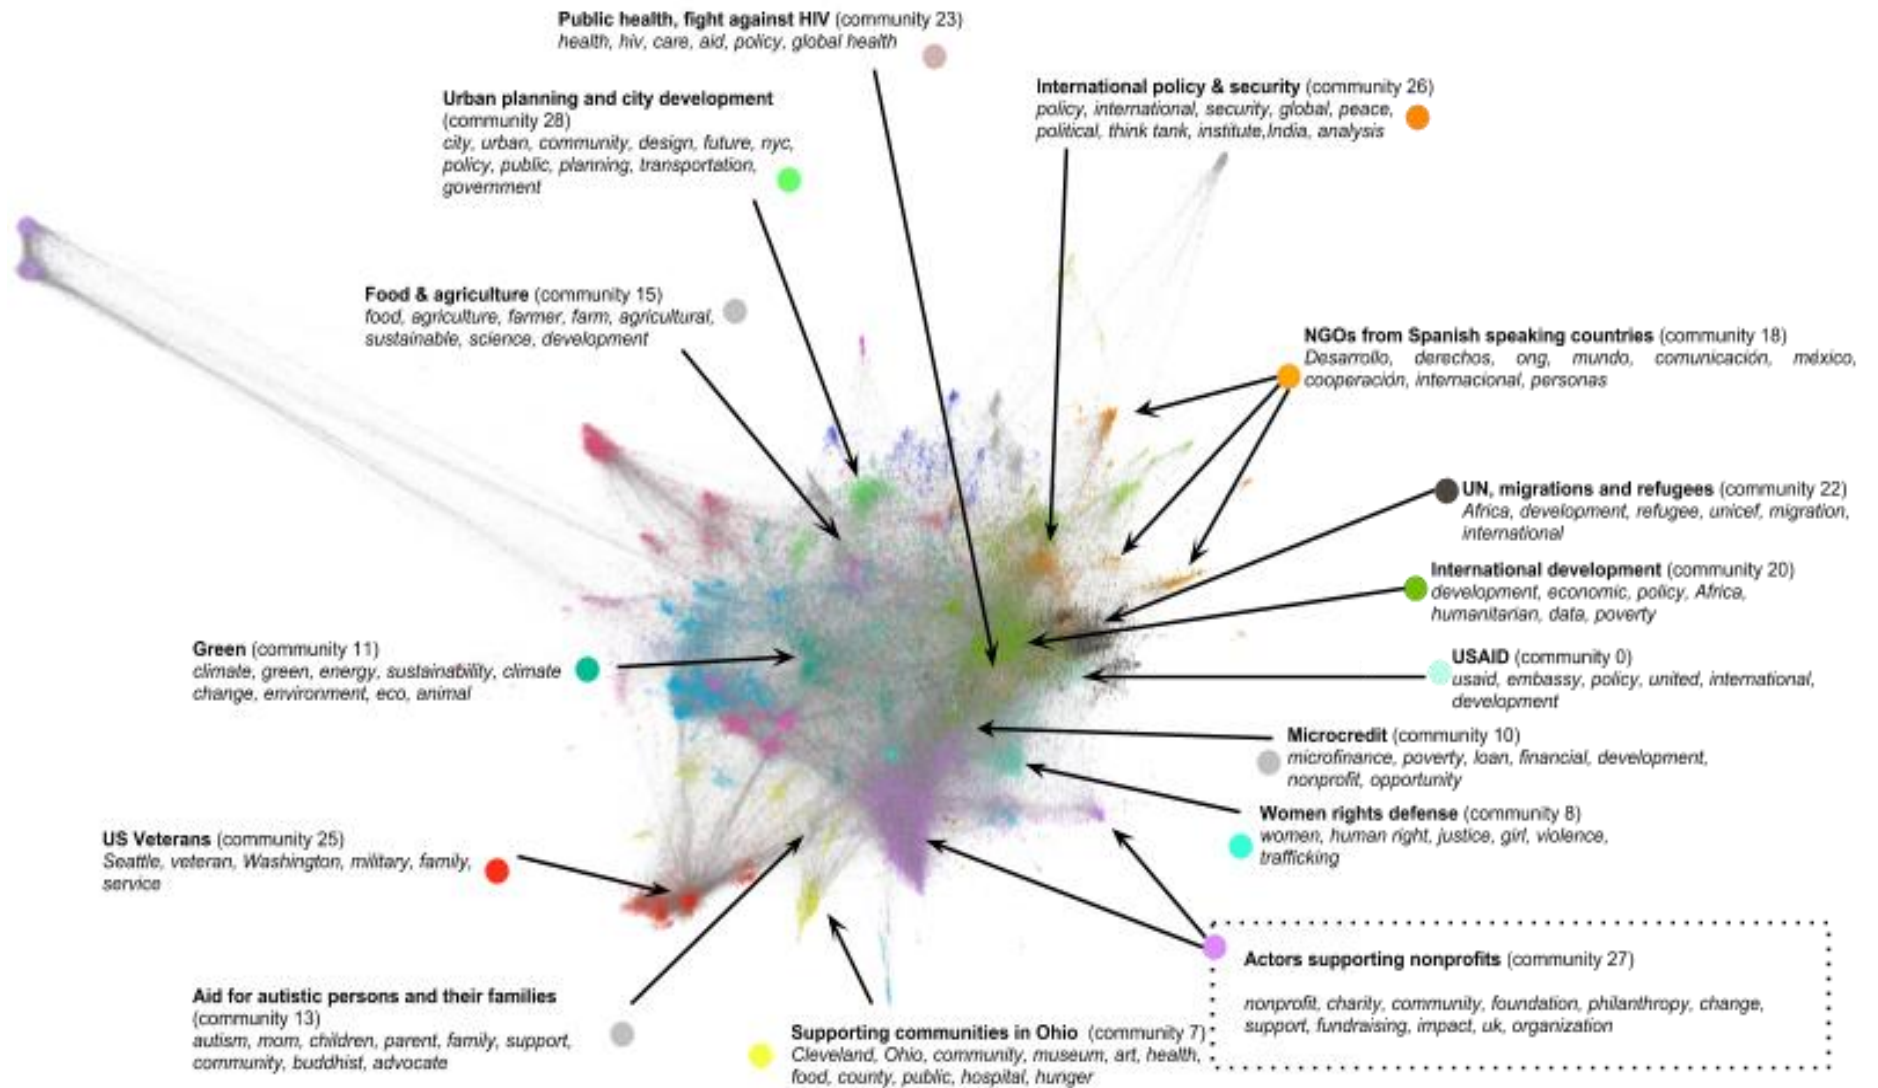 Public health, fight against HIV (community 23)
health, hiv, care, aid, policy, global health
International policy & security (community 26)
policy, international, security, global, peace,
political, think tank, institute,India, analysis
Urban planning and city development
(community 28)
city, urban, community, design, future, nyc,
policy, public, planning, transportation,
government
Food & agriculture (community 15)
food, agriculture, farmer, farm, agricultural,
sustainable, science, development
NGOs from Spanish speaking countries (community 18)
Desarrollo, derechos, ong, mundo, comunicación, méxico,
cooperación, internacional, personas
UN, migrations and refugees (community 22)
Africa, development, refugee, unicef, migration,
international
International development (community 20)
development, economic, policy, Africa,
humanitarian, data, poverty
Green (community 11)
climate, green, energy, sustainability, climate
change, environment, eco, animal
USAID (community 0)
usaid, embassy, policy, united, international,
development
Microcredit (community 10)
microfinance, poverty, loan, financial, development,
nonprofit, opportunity
Women rights defense (community 8)
women, human right, justice, girl, violence,
trafficking
US Veterans (community 25)
Seattle, veteran, Washington, military, family,
service
Actors supporting nonprofits (community 27)
nonprofit, charity, community, foundation, philanthropy, change,
support, fundraising, impact, uk, organization
Aid for autistic persons and their families
(community 13)
autism, mom, children, parent, family, support,
community, buddhist, advocate
Supporting communities in Ohio (community 7)
Cleveland, Ohio, community, museum, art, health,
food, county, public, hospital, hunger